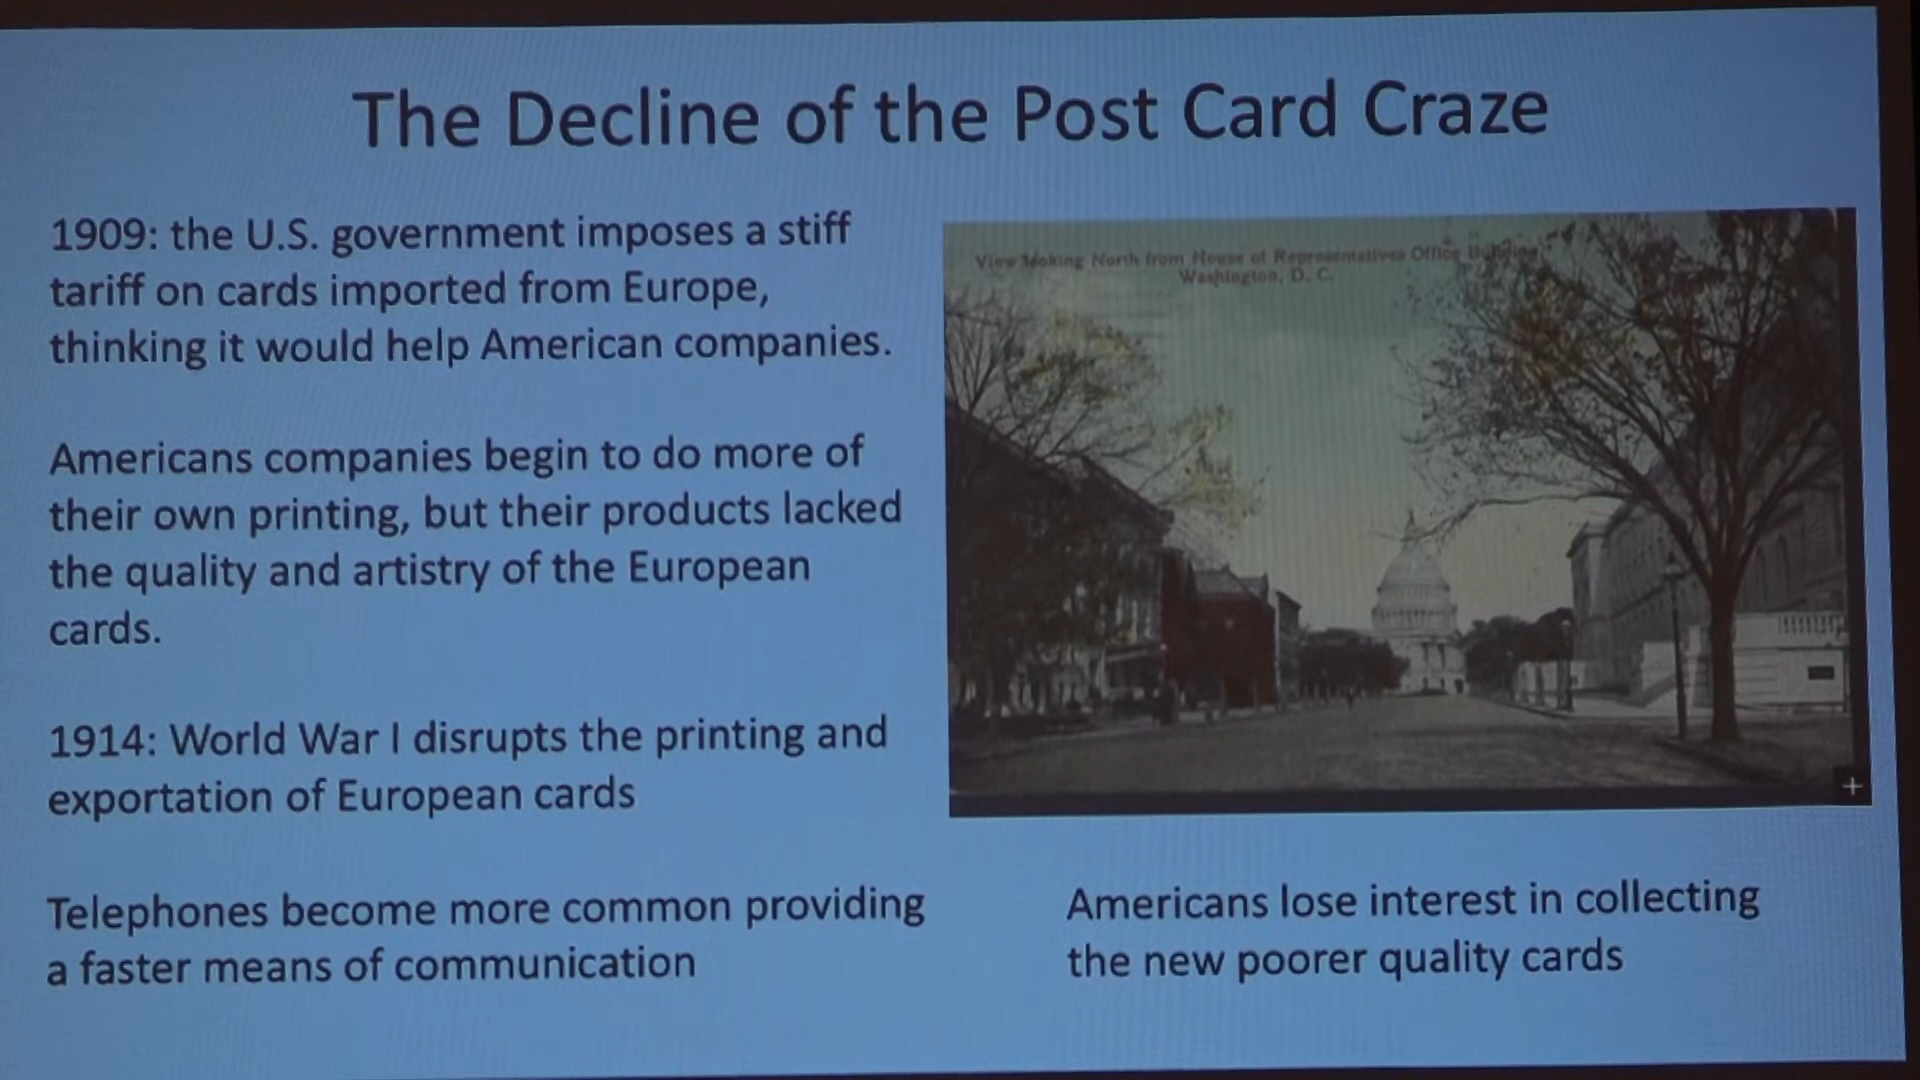 The Decline of the Post Card Craze
1909: the U.S. government imposes a stiff
tariff on cards imported from Europe,
thinking it would help American companies.
Americans companies begin to do more of
their own printing, but their products lacked
the quality and artistry of the European
cards.
1914: World War I disrupts the printing and
exportation of European cards
Telephones become more common providing
a faster means of communication
View looking North from House of Representatives Office Building,
Washington, D. C.
Americans lose interest in collecting
the new poorer quality cards